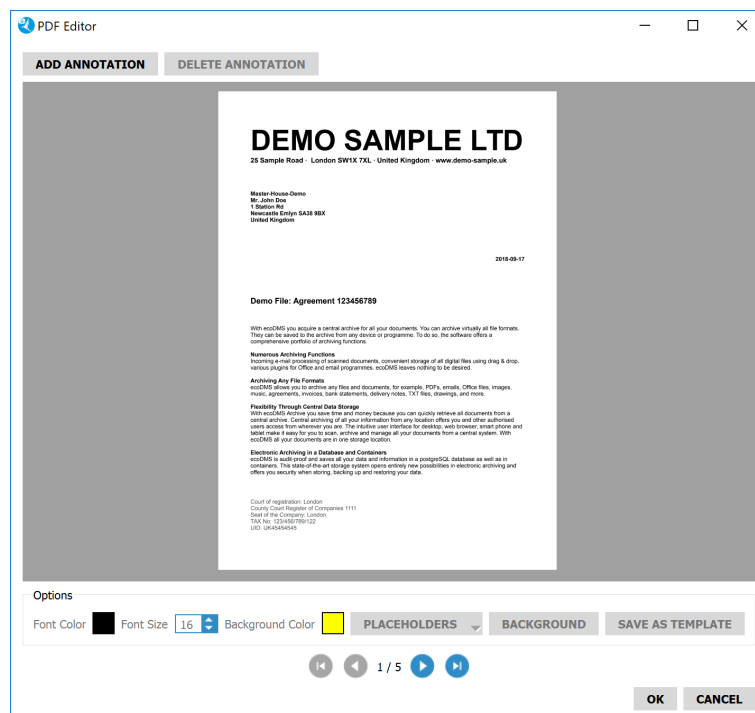 PDF Editor
ADD ANNOTATION DELETE ANNOTATION
DEMO SAMPLE LTD
25 Sample Road · London SW1X 7XL · United Kingdom · www.demo-sample.uk
Master-House-Demo
Mr. John Doe
1 Station Rd
Newcastle Emlyn SA38 9BX
United Kingdom
2018-09-17
Demo File: Agreement 123456789
With ecoDMS you acquire a central archive for all your documents. You can archive virtually all file formats.
They can be saved to the archive from any device or programme. To do so, the software offers a
comprehensive portfolio of archiving functions.
Numerous Archiving Functions
Incoming e-mail processing of scanned documents, convenient storage of all digital files using drag & drop,
various plugins for Office and email programmes. ecoDMS leaves nothing to be desired.
Archiving Any File Formats
ecoDMS allows you to archive any files and documents, for example, PDFs, emails, Office files, images,
music, agreements, invoices, bank statements, delivery notes, TXT files, drawings, and more.
Flexibility Through Central Data Storage
With ecoDMS Archive you save time and money because you can quickly retrieve all documents from a
central archive. Central archiving of all your information from any location offers you and other authorised
users access from wherever you are. The intuitive user interface for desktop, web browser, smart phone and
tablet make it easy for you to scan, archive and manage all your documents from a central system. With
ecoDMS all your documents are in one storage location.
Electronic Archiving in a Database and Containers
ecoDMS is audit-proof and saves all your data and information in a postgreSQL database as well as in
containers. This state-of-the-art storage system opens entirely new possibilities in electronic archiving and
offers you security when storing, backing up and restoring your data.
Court of registration: London
County Court Register of Companies 1111
Seat of the Company: London
TAX No: 123/456/789/122
UID: UK45454545
Options
Font Color Font Size 16 Background Color PLACEHOLDERS BACKGROUND SAVE AS TEMPLATE
1 / 5
OK CANCEL